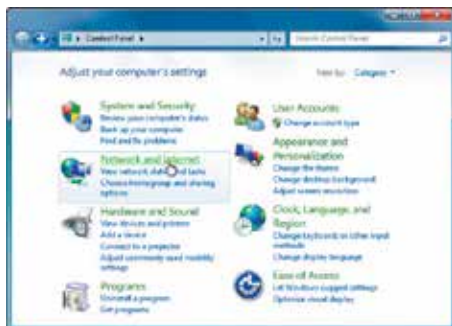 Control Panel
Search Control Panel
Adjust your computer's settings
View by: Category
System and Security
Review your computer's status
Back up your computer
Find and fix problems
Network and Internet
View network status and tasks
Choose homegroup and sharing
options
Hardware and Sound
View devices and printers
Add a device
Connect to a projector
Adjust commonly used mobility
settings
Programs
Uninstall a program
Get programs
User Accounts
Change account type
Appearance and
Personalization
Change the theme
Change desktop background
Adjust screen resolution
Clock, Language, and
Region
Change keyboards or other input
methods
Change display language
Ease of Access
Let Windows suggest settings
Optimize visual display